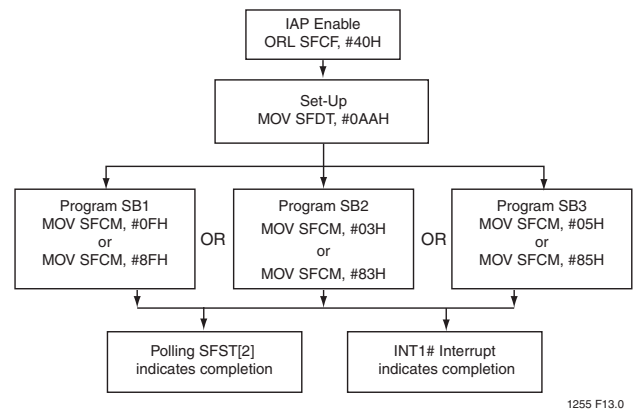 IAP Enable
ORL SFCF, #40H
Set-Up
MOV SFDT, #0AAH
Program SB1
MOV SFCM, #0FH
or
MOV SFCM, #8FH
OR
Program SB2
MOV SFCM, #03H
or
MOV SFCM, #83H
OR
Program SB3
MOV SFCM, #05H
or
MOV SFCM, #85H
Polling SFST[2]
indicates completion
INT1# Interrupt
indicates completion
1255 F13.0